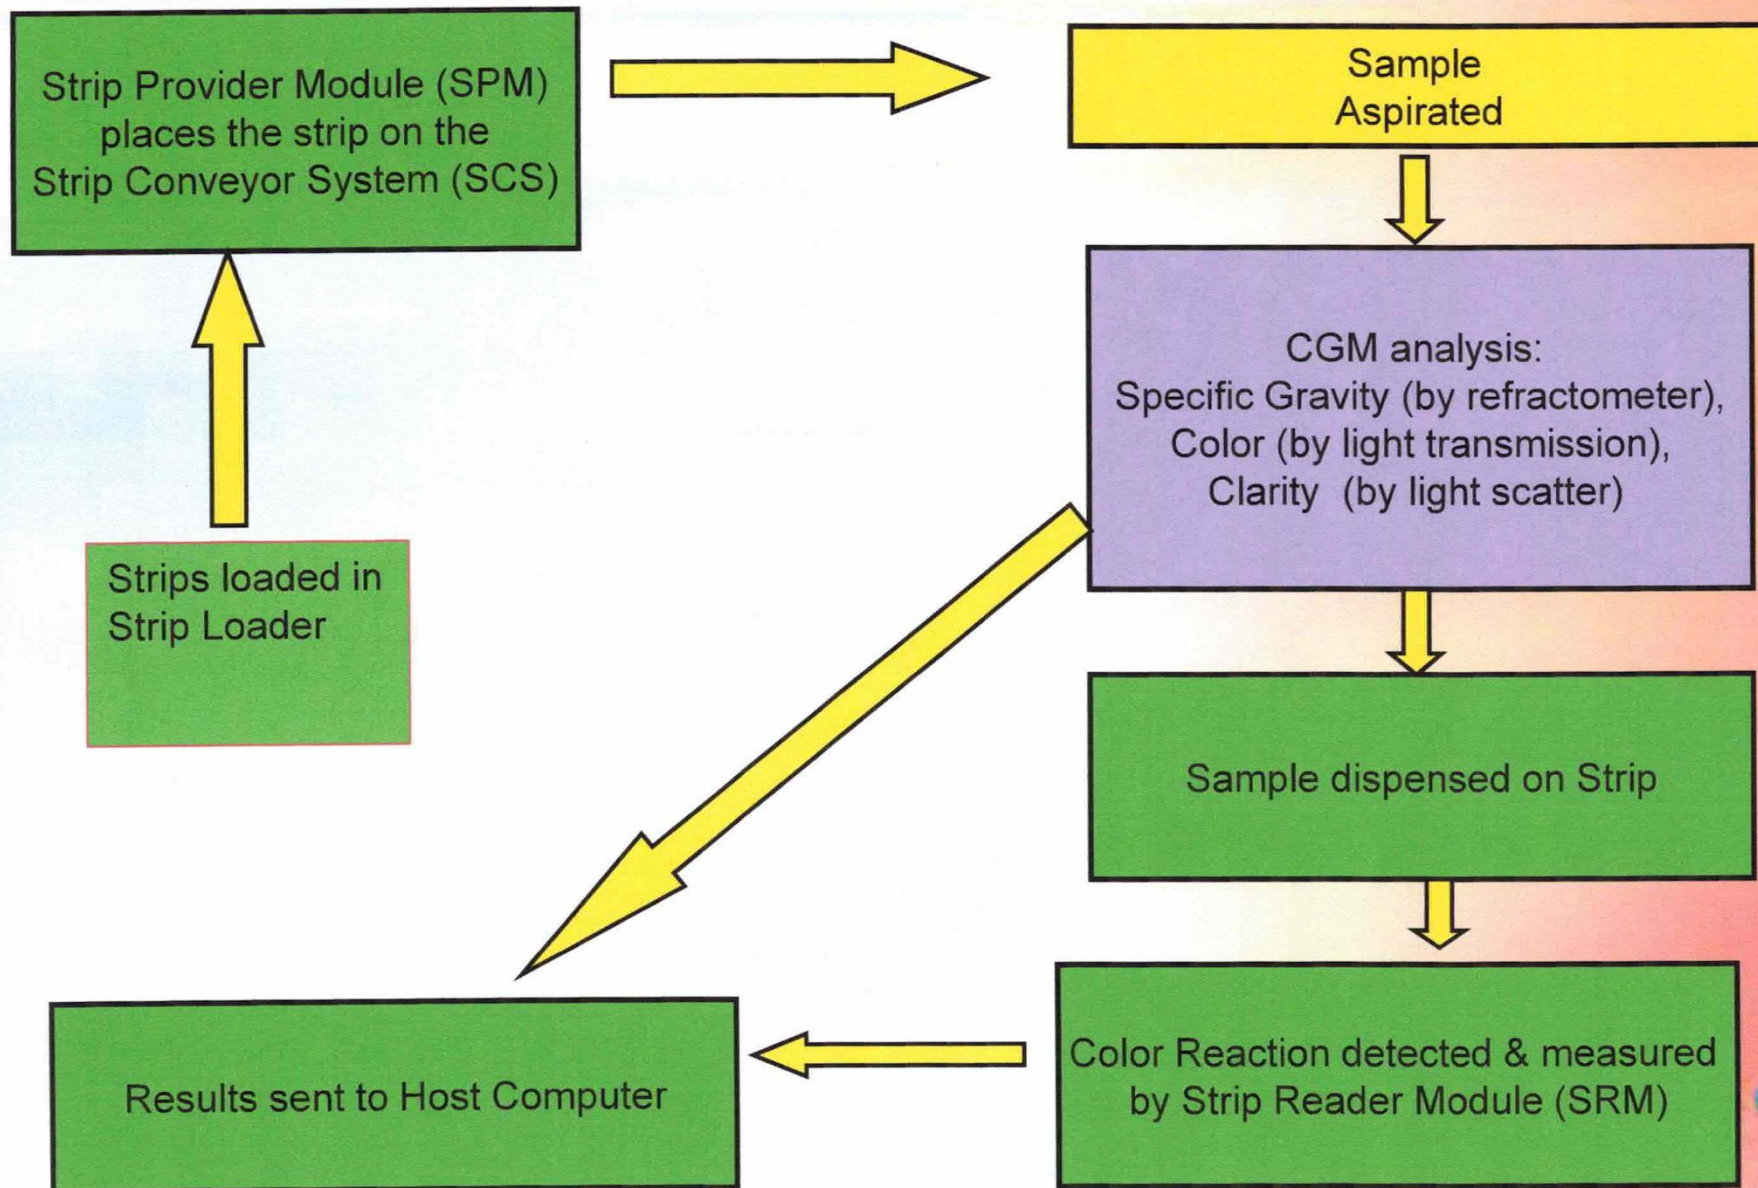 Strip Provider Module (SPM)
places the strip on the
Strip Conveyor System (SCS)
Sample
Aspirated
CGM analysis:
Specific Gravity (by refractometer),
Color (by light transmission),
Clarity (by light scatter)
Strips loaded in
Strip Loader
Sample dispensed on Strip
Color Reaction detected & measured
by Strip Reader Module (SRM)
Results sent to Host Computer